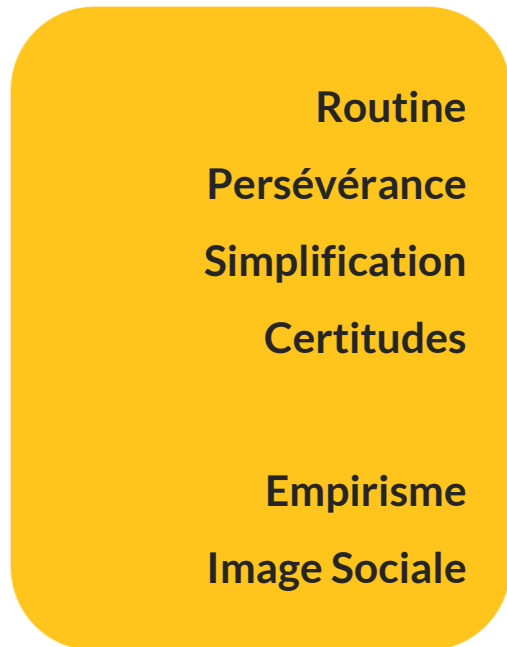 Routine
Persévérance
Simplification
Certitudes
Empirisme
Image Sociale